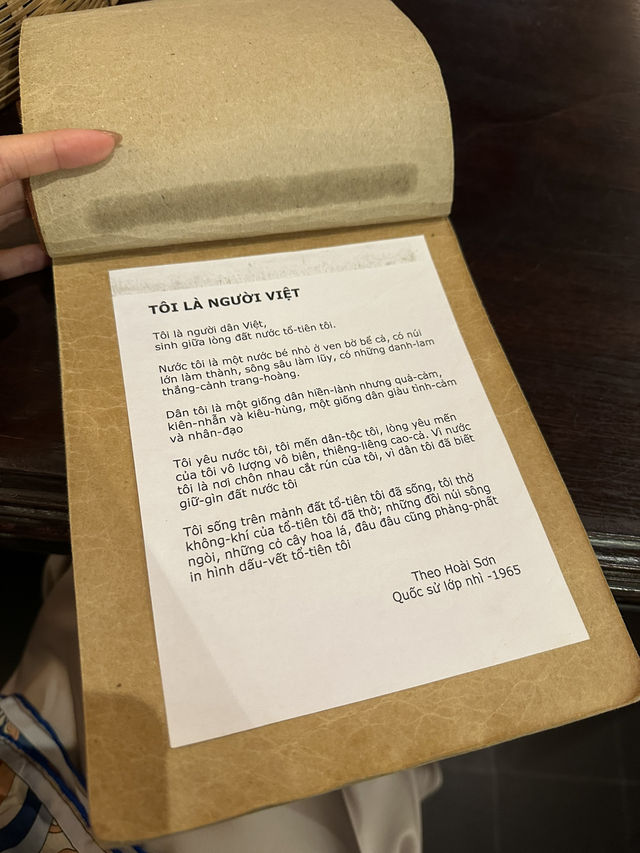 TÔI LÀ NGƯỜI VIỆT
Tôi là người dân Việt,
sinh giữa lòng đất nước tổ-tiên tôi.
Nước tôi là một nước bé nhỏ ở ven bờ bể cả, có núi
lớn làm thành, sông sâu làm lũy, có những danh-lam
thắng-cảnh trang-hoàng.
Dân tôi là một giống dân hiền-lành nhưng quả-cảm,
kiên-nhẫn và kiêu-hùng, một giống dân giàu tình-cảm
và nhân-đạo
Tôi yêu nước tôi, tôi mến dân-tộc tôi, lòng yêu mến
của tôi vô lượng vô biên, thiêng-liêng cao-cả. Vì nước
tôi là nơi chôn nhau cắt rún của tôi, vì dân tôi đã biết
giữ-gìn đất nước tôi
Tôi sống trên mảnh đất tổ-tiên tôi đã sống, tôi thở
không-khí của tổ-tiên tôi đã thở; những đồi núi sông
ngòi, những cỏ cây hoa lá, đâu đâu cũng phảng-phất
in hình dấu-vết tổ-tiên tôi
Theo Hoài Sơn
Quốc sử lớp nhì -1965